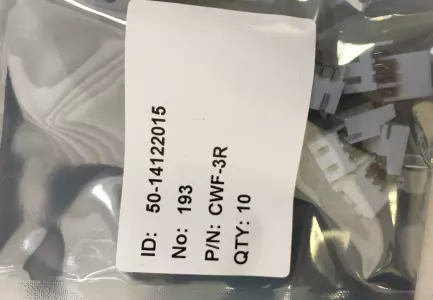 ID: 50-14122015
No: 193
P/N: CWF-3R
QTY: 10